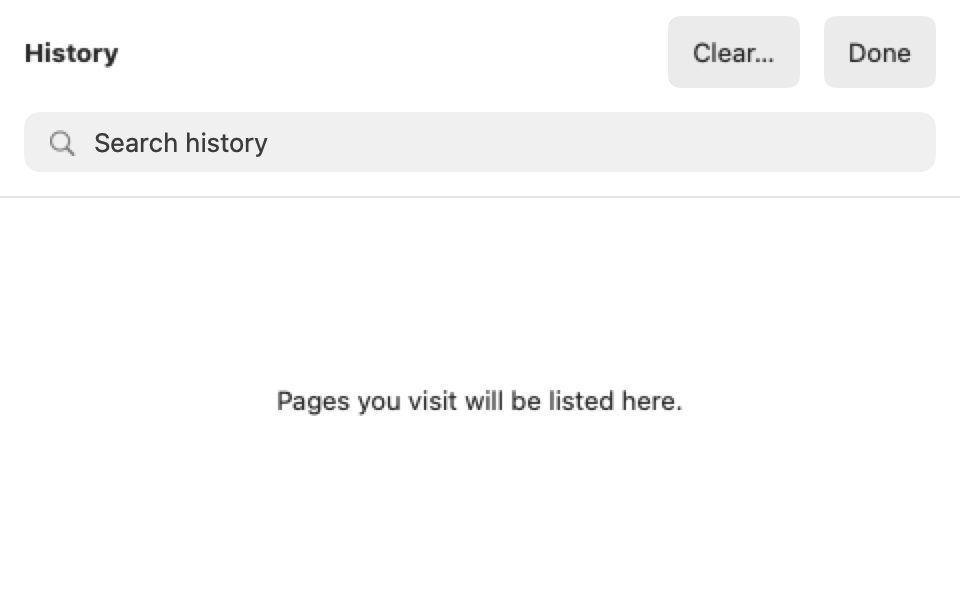 History
Clear...
Done
Search history
Pages you visit will be listed here.